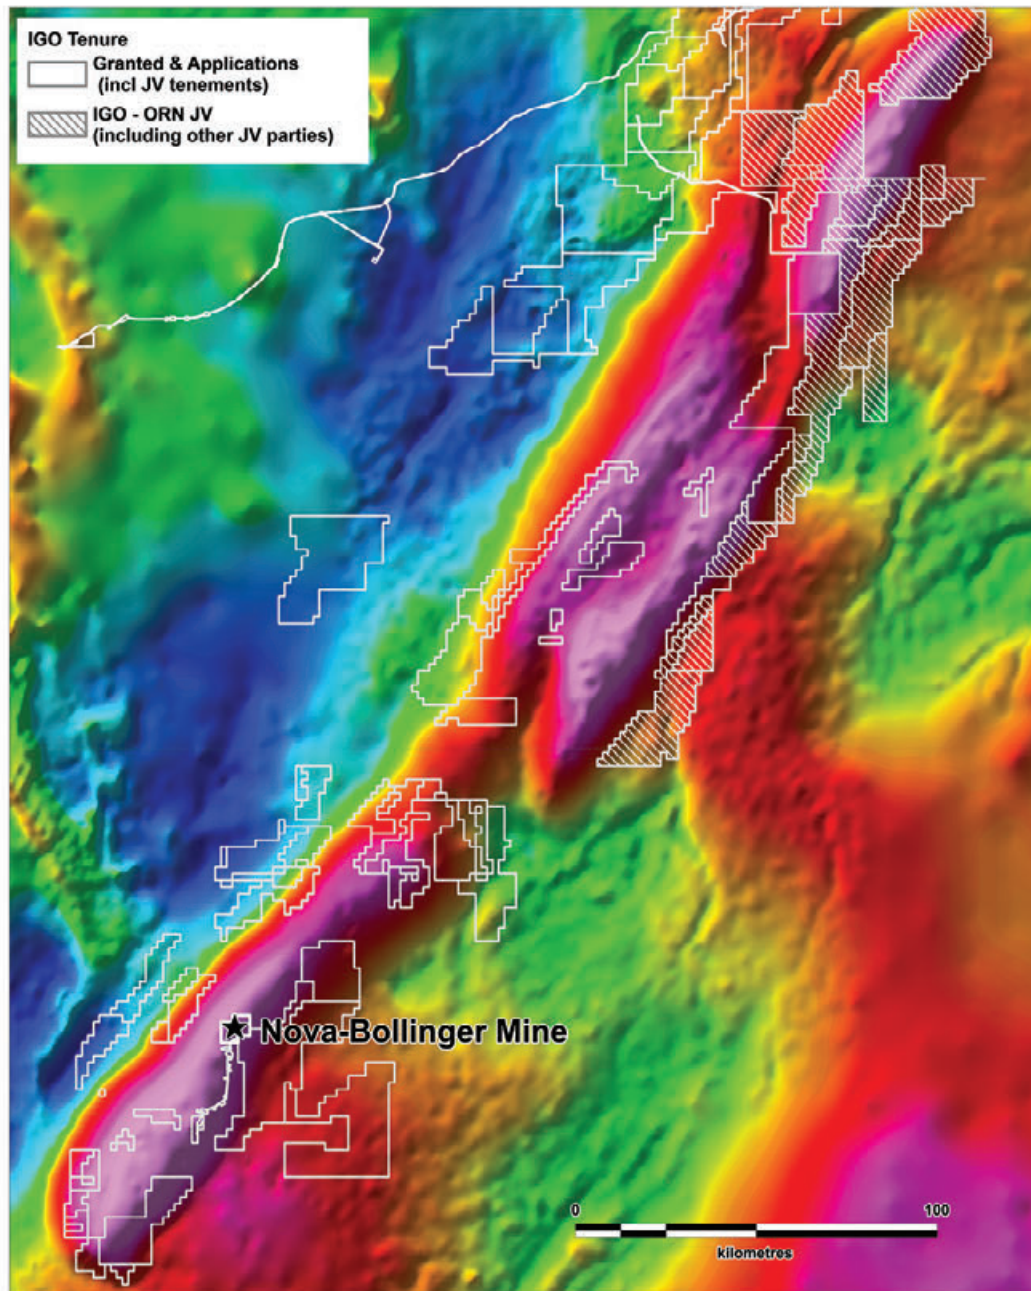 IGO Tenure
Granted & Applications
(incl JV tenements)
IGO - ORN JV
(including other JV parties)
Nova-Bollinger Mine
0 100
kilometres